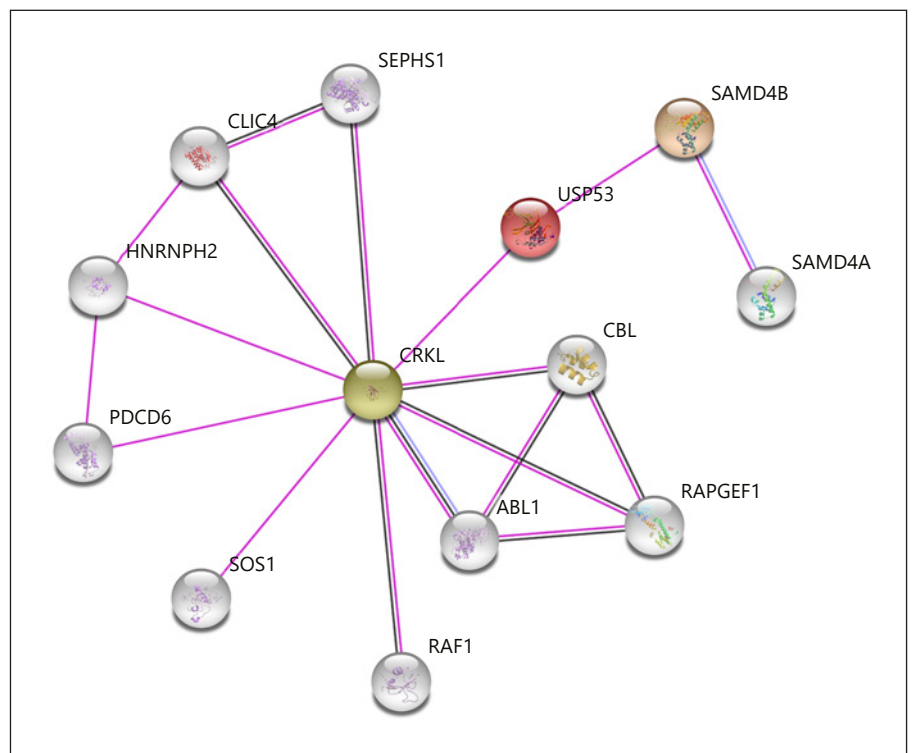 SEPHS1
SAMD4B
CLIC4
USP53
HNRNPH2
SAMD4A
CBL
CRKL
PDCD6
RAPGEF1
ABL1
SOS1
RAF1